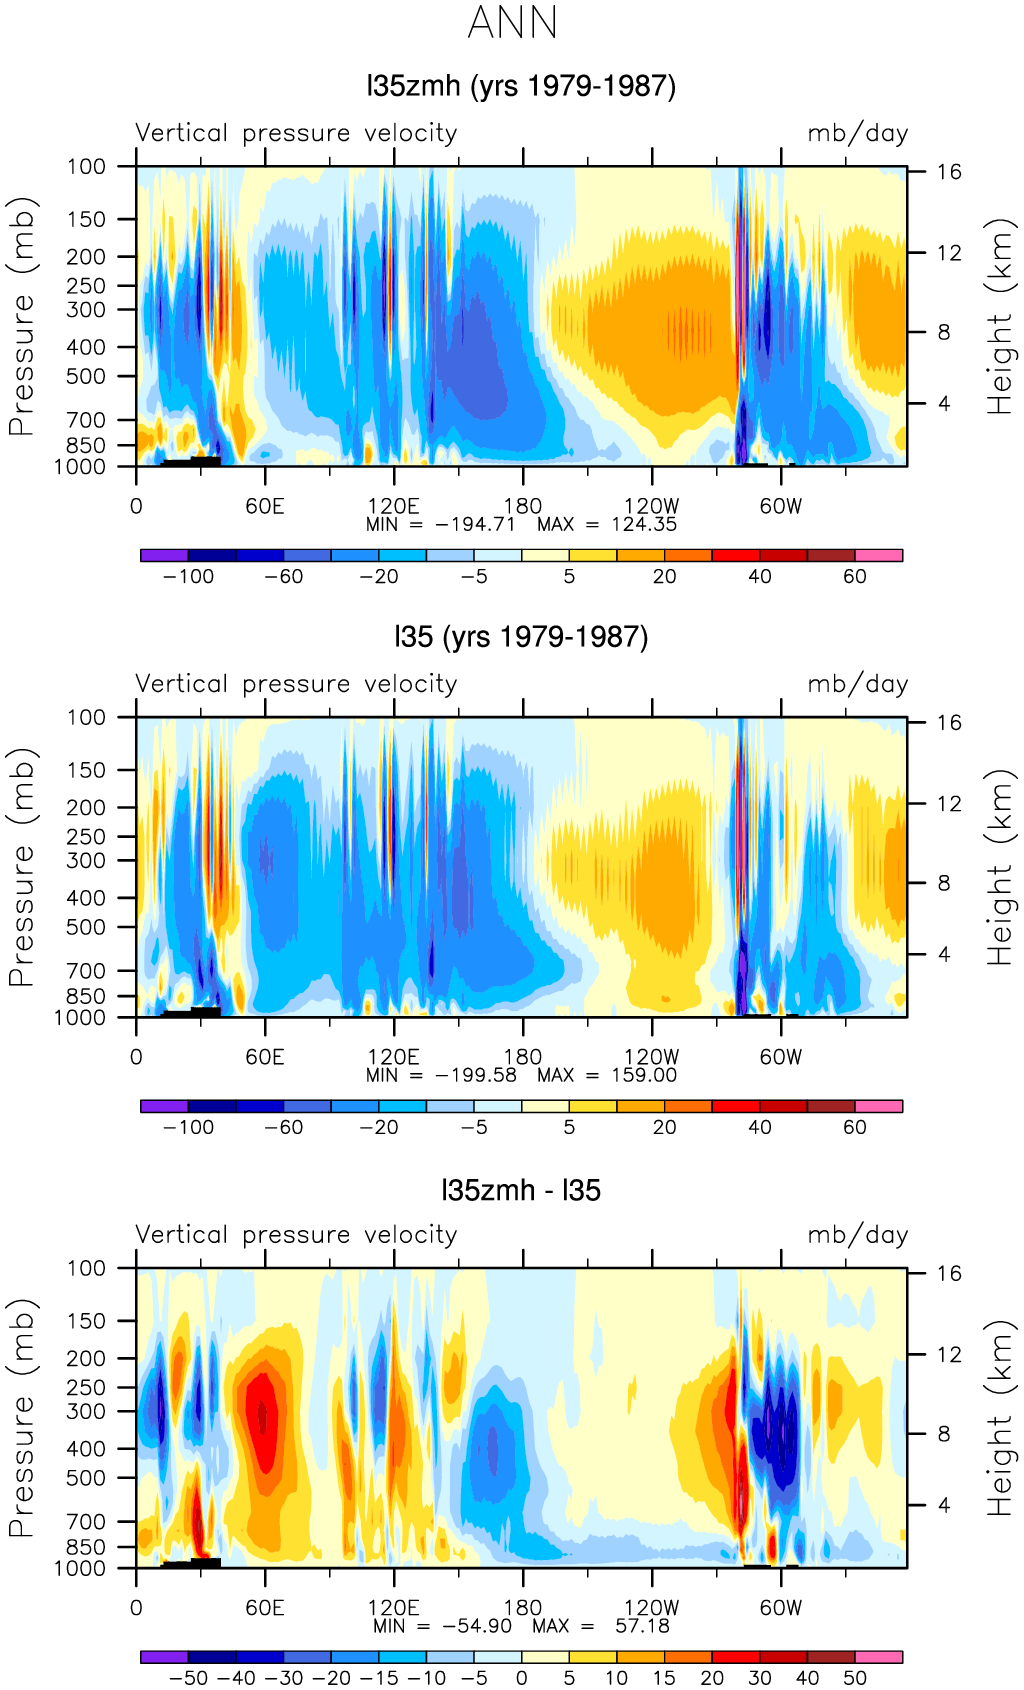 ANN
l35zmh (yrs 1979-1987)
Vertical pressure velocity mb/day
Pressure (mb)
100
150
200
250
300
400
500
700
850
1000
16
12
8
4
Height (km)
0 60E 120E 180 120W 60W
MIN = -194.71 MAX = 124.35
-100 -60 -20 -5 5 20 40 60
l35 (yrs 1979-1987)
Vertical pressure velocity mb/day
Pressure (mb)
100
150
200
250
300
400
500
700
850
1000
16
12
8
4
Height (km)
0 60E 120E 180 120W 60W
MIN = -199.58 MAX = 159.00
-100 -60 -20 -5 5 20 40 60
l35zmh - l35
Vertical pressure velocity mb/day
Pressure (mb)
100
150
200
250
300
400
500
700
850
1000
16
12
8
4
Height (km)
0 60E 120E 180 120W 60W
MIN = -54.90 MAX = 57.18
-50 -40 -30 -20 -15 -10 -5 0 5 10 15 20 30 40 50